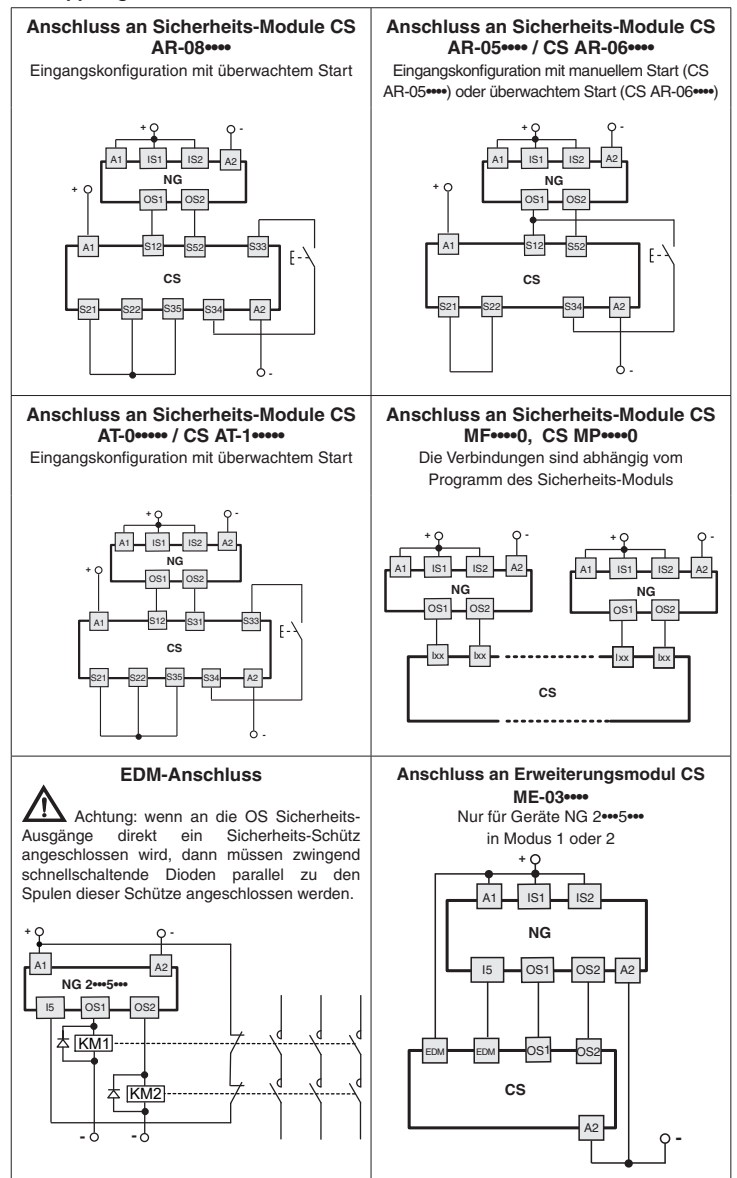 Anschluss an Sicherheits-Module CS
AR-08••••
Eingangskonfiguration mit überwachtem Start
+ -
A1 IS1 IS2 A2
NG
OS1 OS2
+
A1 S12 S52 S33
CS
S21 S22 S35 S34 A2
-
Anschluss an Sicherheits-Module CS
AR-05•••• / CS AR-06••••
Eingangskonfiguration mit manuellem Start (CS
AR-05••••) oder überwachtem Start (CS AR-06••••)
+ -
A1 IS1 IS2 A2
NG
OS1 OS2
+
A1 S12 S52
CS
S21 S22 S34 A2
-
Anschluss an Sicherheits-Module CS
AT-0••••• / CS AT-1•••••
Eingangskonfiguration mit überwachtem Start
+ -
A1 IS1 IS2 A2
NG
OS1 OS2
+
A1 S12 S31 S33
CS
S21 S22 S35 S34 A2
-
Anschluss an Sicherheits-Module CS
MF••••0, CS MP••••0
Die Verbindungen sind abhängig vom
Programm des Sicherheits-Moduls
+ - + -
A1 IS1 IS2 A2 A1 IS1 IS2 A2
NG NG
OS1 OS2 OS1 OS2
Ixx Ixx Ixx Ixx
CS
EDM-Anschluss
Achtung: wenn an die OS Sicherheits-
Ausgänge direkt ein Sicherheits-Schütz
angeschlossen wird, dann müssen zwingend
schnellschaltende Dioden parallel zu den
Spulen dieser Schütze angeschlossen werden.
+ -
A1 A2
NG 2•••5•••
I5 OS1 OS2
KM1
KM2
- -
Anschluss an Erweiterungsmodul CS
ME-03••••
Nur für Geräte NG 2•••5•••
in Modus 1 oder 2
+
A1 IS1 IS2
NG
I5 OS1 OS2 A2
EDM EDM OS1 OS2
CS
A2
-